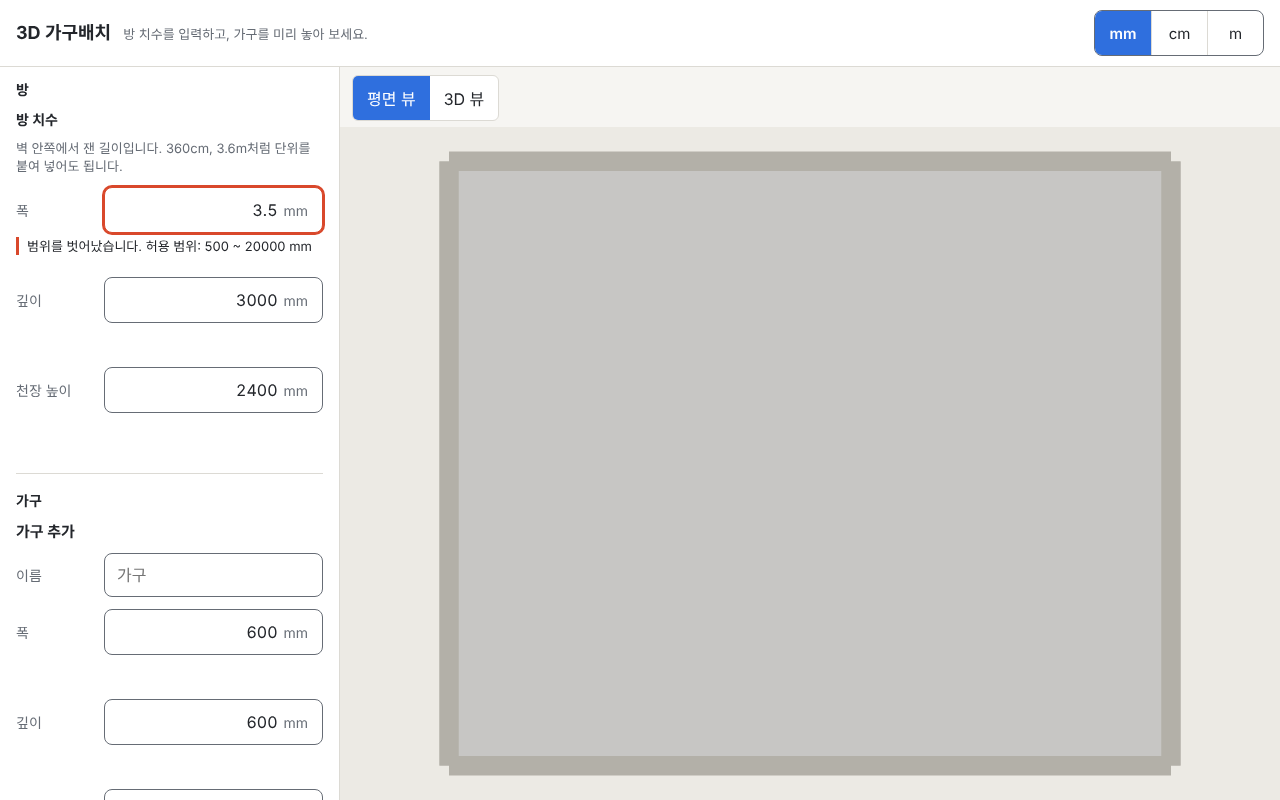 3D 가구배치 방 치수를 입력하고, 가구를 미리 놓아 보세요.
mm cm m
방
방 치수
벽 안쪽에서 잰 길이입니다. 360cm, 3.6m처럼 단위를
붙여 넣어도 됩니다.
폭 3.5 mm
범위를 벗어났습니다. 허용 범위: 500 ~ 20000 mm
깊이 3000 mm
천장 높이 2400 mm
가구
가구 추가
이름 가구
폭 600 mm
깊이 600 mm
평면 뷰 3D 뷰